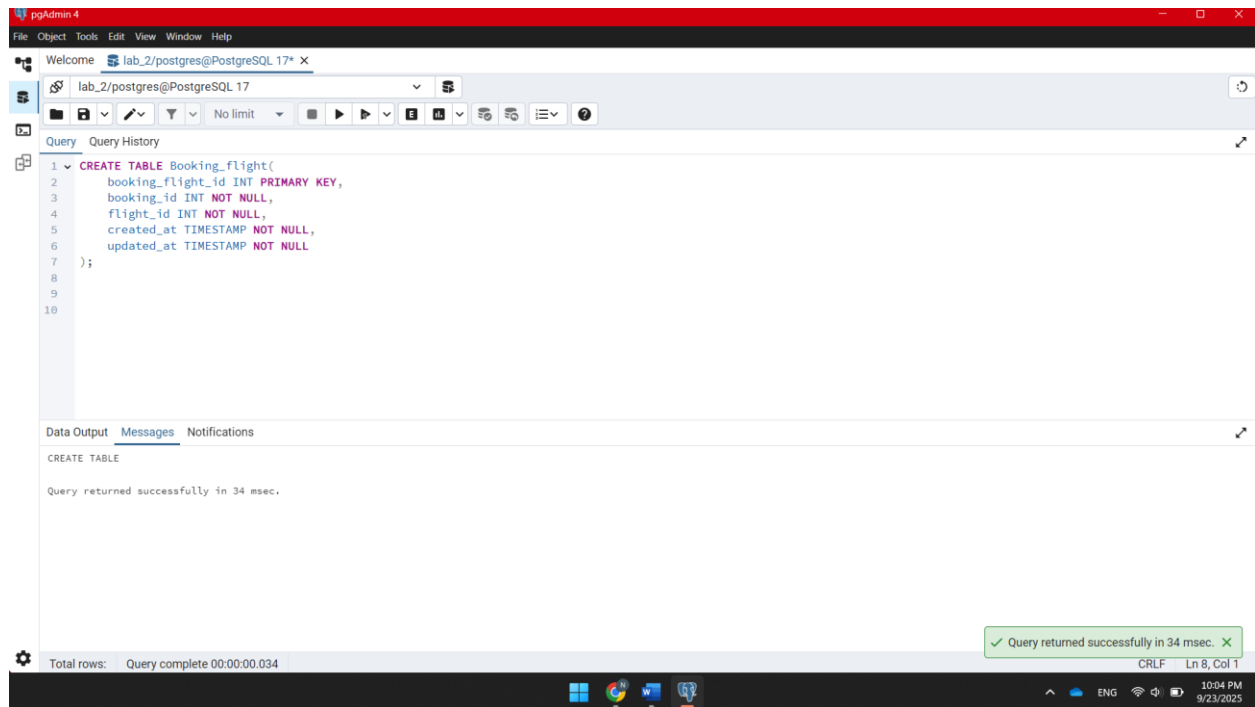 pgAdmin 4
File Object Tools Edit View Window Help
Welcome lab_2/postgres@PostgreSQL 17*
lab_2/postgres@PostgreSQL 17
No limit
E
Query Query History
1 CREATE TABLE Booking_flight(
2 booking_flight_id INT PRIMARY KEY,
3 booking_id INT NOT NULL,
4 flight_id INT NOT NULL,
5 created_at TIMESTAMP NOT NULL,
6 updated_at TIMESTAMP NOT NULL
7 );
8
9
10
Data Output Messages Notifications
CREATE TABLE
Query returned successfully in 34 msec.
Query returned successfully in 34 msec.
Total rows: Query complete 00:00:00.034 CRLF Ln 8, Col 1
N W ENG 10:04 PM
9/23/2025